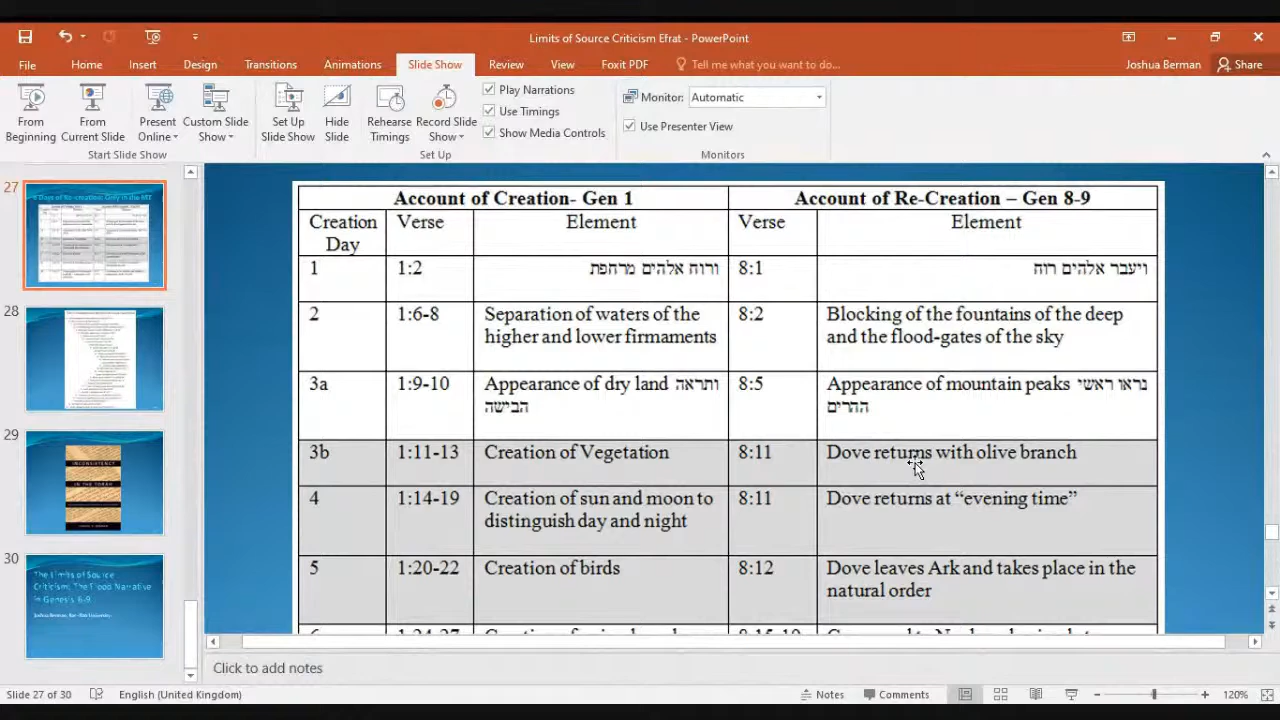 Limits of Source Criticism Efrat - PowerPoint
File Home Insert Design Transitions Animations Slide Show Review View Foxit PDF Tell me what you want to do... Joshua Berman Share
From Beginning
From Current Slide
Present Online
Custom Slide Show
Start Slide Show
Set Up Slide Show
Hide Slide
Rehearse Timings
Record Slide Show
Play Narrations
Use Timings
Show Media Controls
Set Up
Monitor: Automatic
Use Presenter View
Monitors
27
28
29
INCONSISTENCY
IN THE TORAH
30
The Limits of Source
Criticism: The Flood Narrative
in Genesis 6-9
Joshua Berman, Bar-Ilan University
Account of Creation- Gen 1 Account of Re-Creation – Gen 8-9
Creation Day Verse Element Verse Element
1 1:2 ורוח אלהים מרחפת 8:1 ויעבר אלהים רוח
2 1:6-8 Separation of waters of the 8:2 Blocking of the fountains of the deep
higher and lower firmaments and the flood-gates of the sky
3a 1:9-10 Appearance of dry land ותראה 8:5 Appearance of mountain peaks נראו ראשי
הבישה ההרים
3b 1:11-13 Creation of Vegetation 8:11 Dove returns with olive branch
4 1:14-19 Creation of sun and moon to 8:11 Dove returns at “evening time”
distinguish day and night
5 1:20-22 Creation of birds 8:12 Dove leaves Ark and takes place in the
natural order
Click to add notes
Slide 27 of 30 English (United Kingdom) Notes Comments 120%